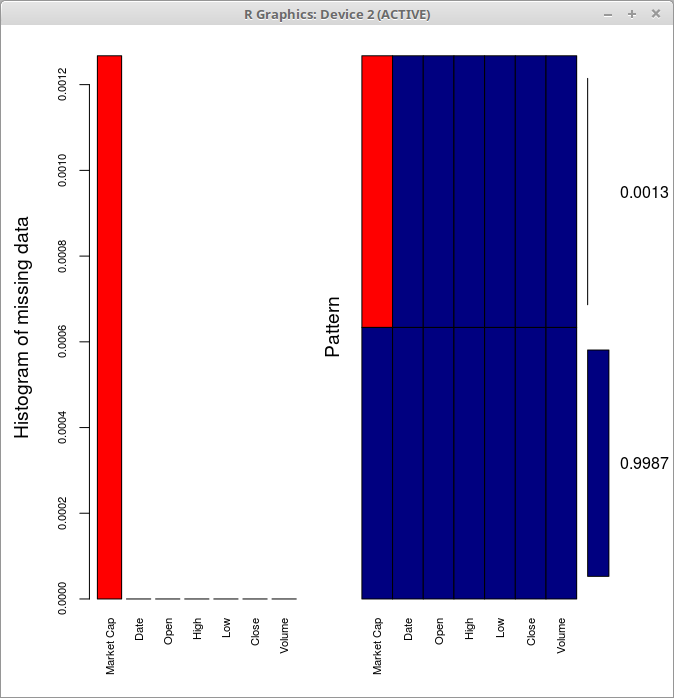 R Graphics: Device 2 (ACTIVE)
Histogram of missing data
0.0000
0.0002
0.0004
0.0006
0.0008
0.0010
0.0012
Market Cap
Date
Open
High
Low
Close
Volume
Pattern
Market Cap
Date
Open
High
Low
Close
Volume
0.0013
0.9987